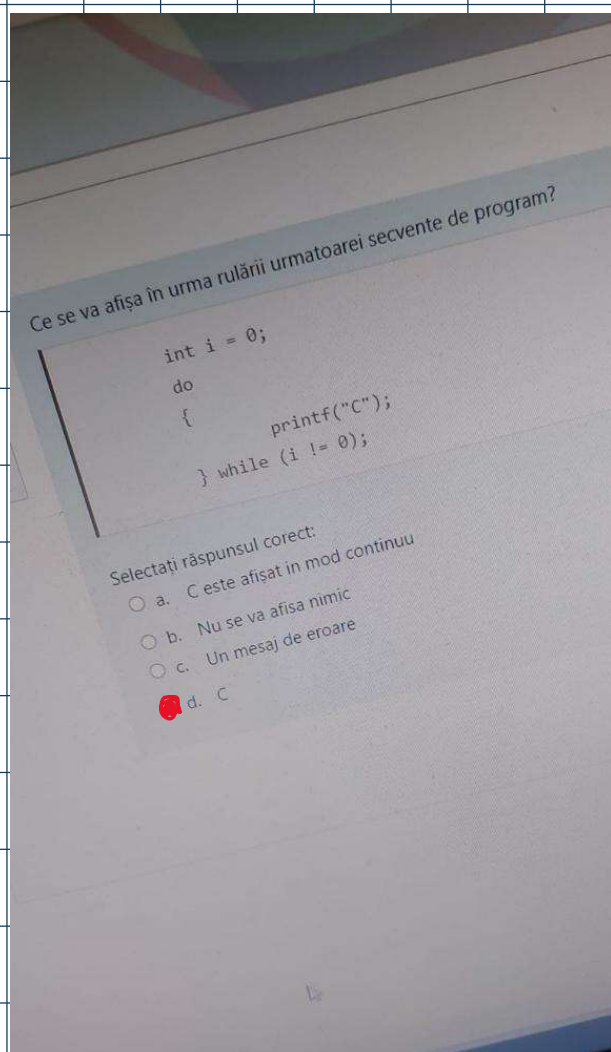 Ce se va afișa în urma rulării urmatoarei secvente de program?
int i = 0;
do
{
printf("C");
} while (i != 0);
Selectați răspunsul corect:
a. C este afișat in mod continuu
b. Nu se va afisa nimic
c. Un mesaj de eroare
d. C